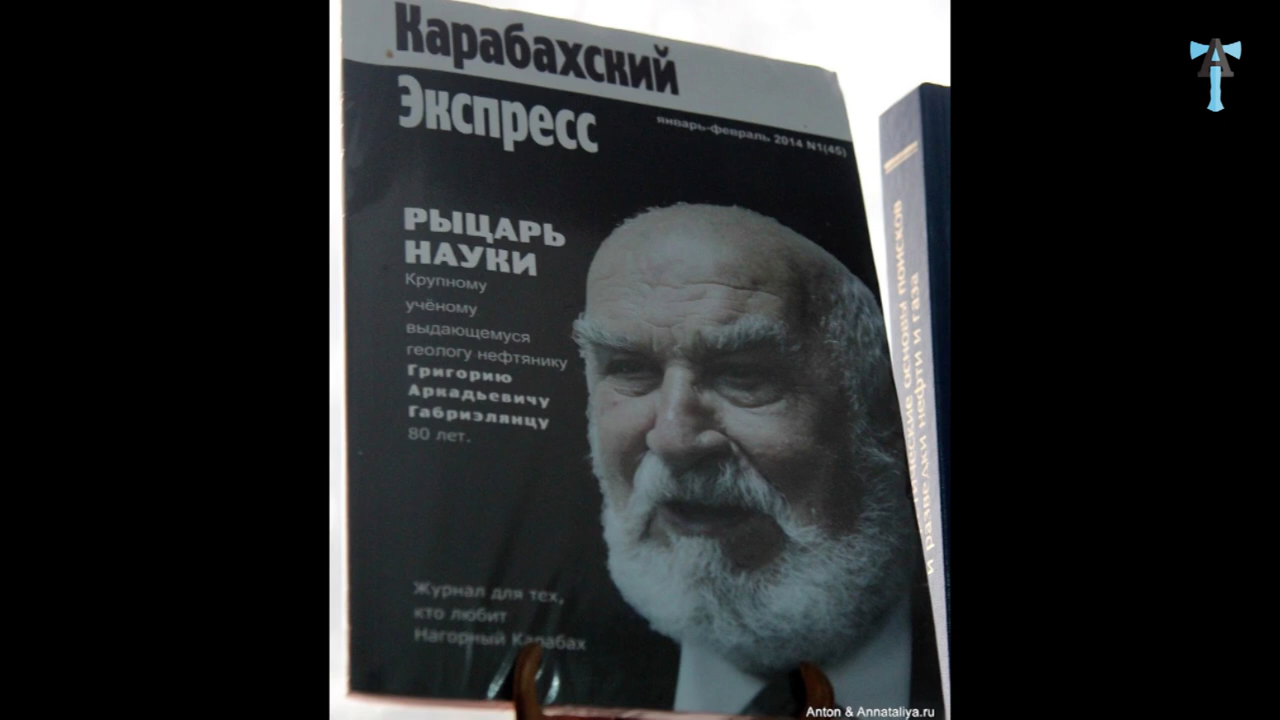 Карабахский
Экспресс
январь-февраль 2014 N1(45)
РЫЦАРЬ
НАУКИ
Крупному
учёному
выдающемуся
геологу нефтянику
Григорию
Аркадьевичу
Габриэлянцу
80 лет.
Журнал для тех,
кто любит
Нагорный Карабах
основы поисков
и разведки нефти и газа
Anton & Annataliya.ru